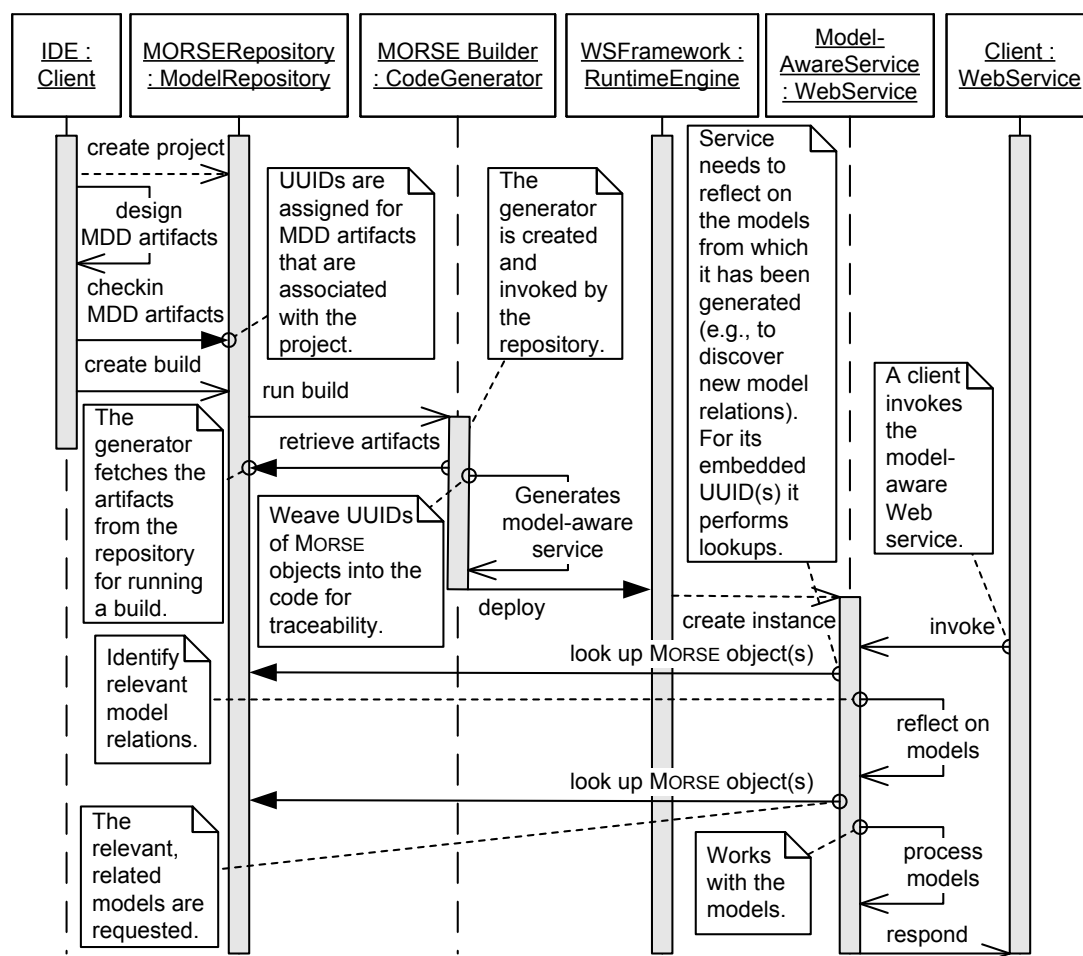 IDE :
Client
MORSERepository
: ModelRepository
MORSE Builder
: CodeGenerator
WSFramework :
RuntimeEngine
Model-
AwareService
: WebService
Client :
WebService
create project
design
MDD artifacts
checkin
MDD artifacts
create build
UUIDs are
assigned for
MDD artifacts
that are
associated
with the
project.
The
generator
is created
and
invoked by
the
repository.
Service
needs to
reflect on
the models
from which
it has been
generated
(e.g., to
discover
new model
relations).
For its
embedded
UUID(s) it
performs
lookups.
A client
invokes
the
model-
aware
Web
service.
run build
The
generator
fetches the
artifacts
from the
repository
for running
a build.
retrieve artifacts
Weave UUIDs
of MORSE
objects into the
code for
traceability.
Generates
model-aware
service
deploy
create instance
invoke
look up MORSE object(s)
Identify
relevant
model
relations.
reflect on
models
look up MORSE object(s)
The
relevant,
related
models are
requested.
Works
with the
models.
process
models
respond